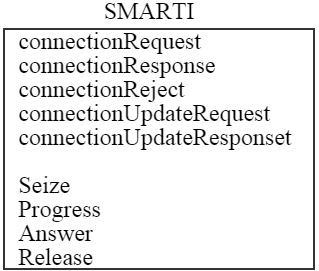 SMARTI
connectionRequest
connectionResponse
connectionReject
connectionUpdateRequest
connectionUpdateResponset
Seize
Progress
Answer
Release